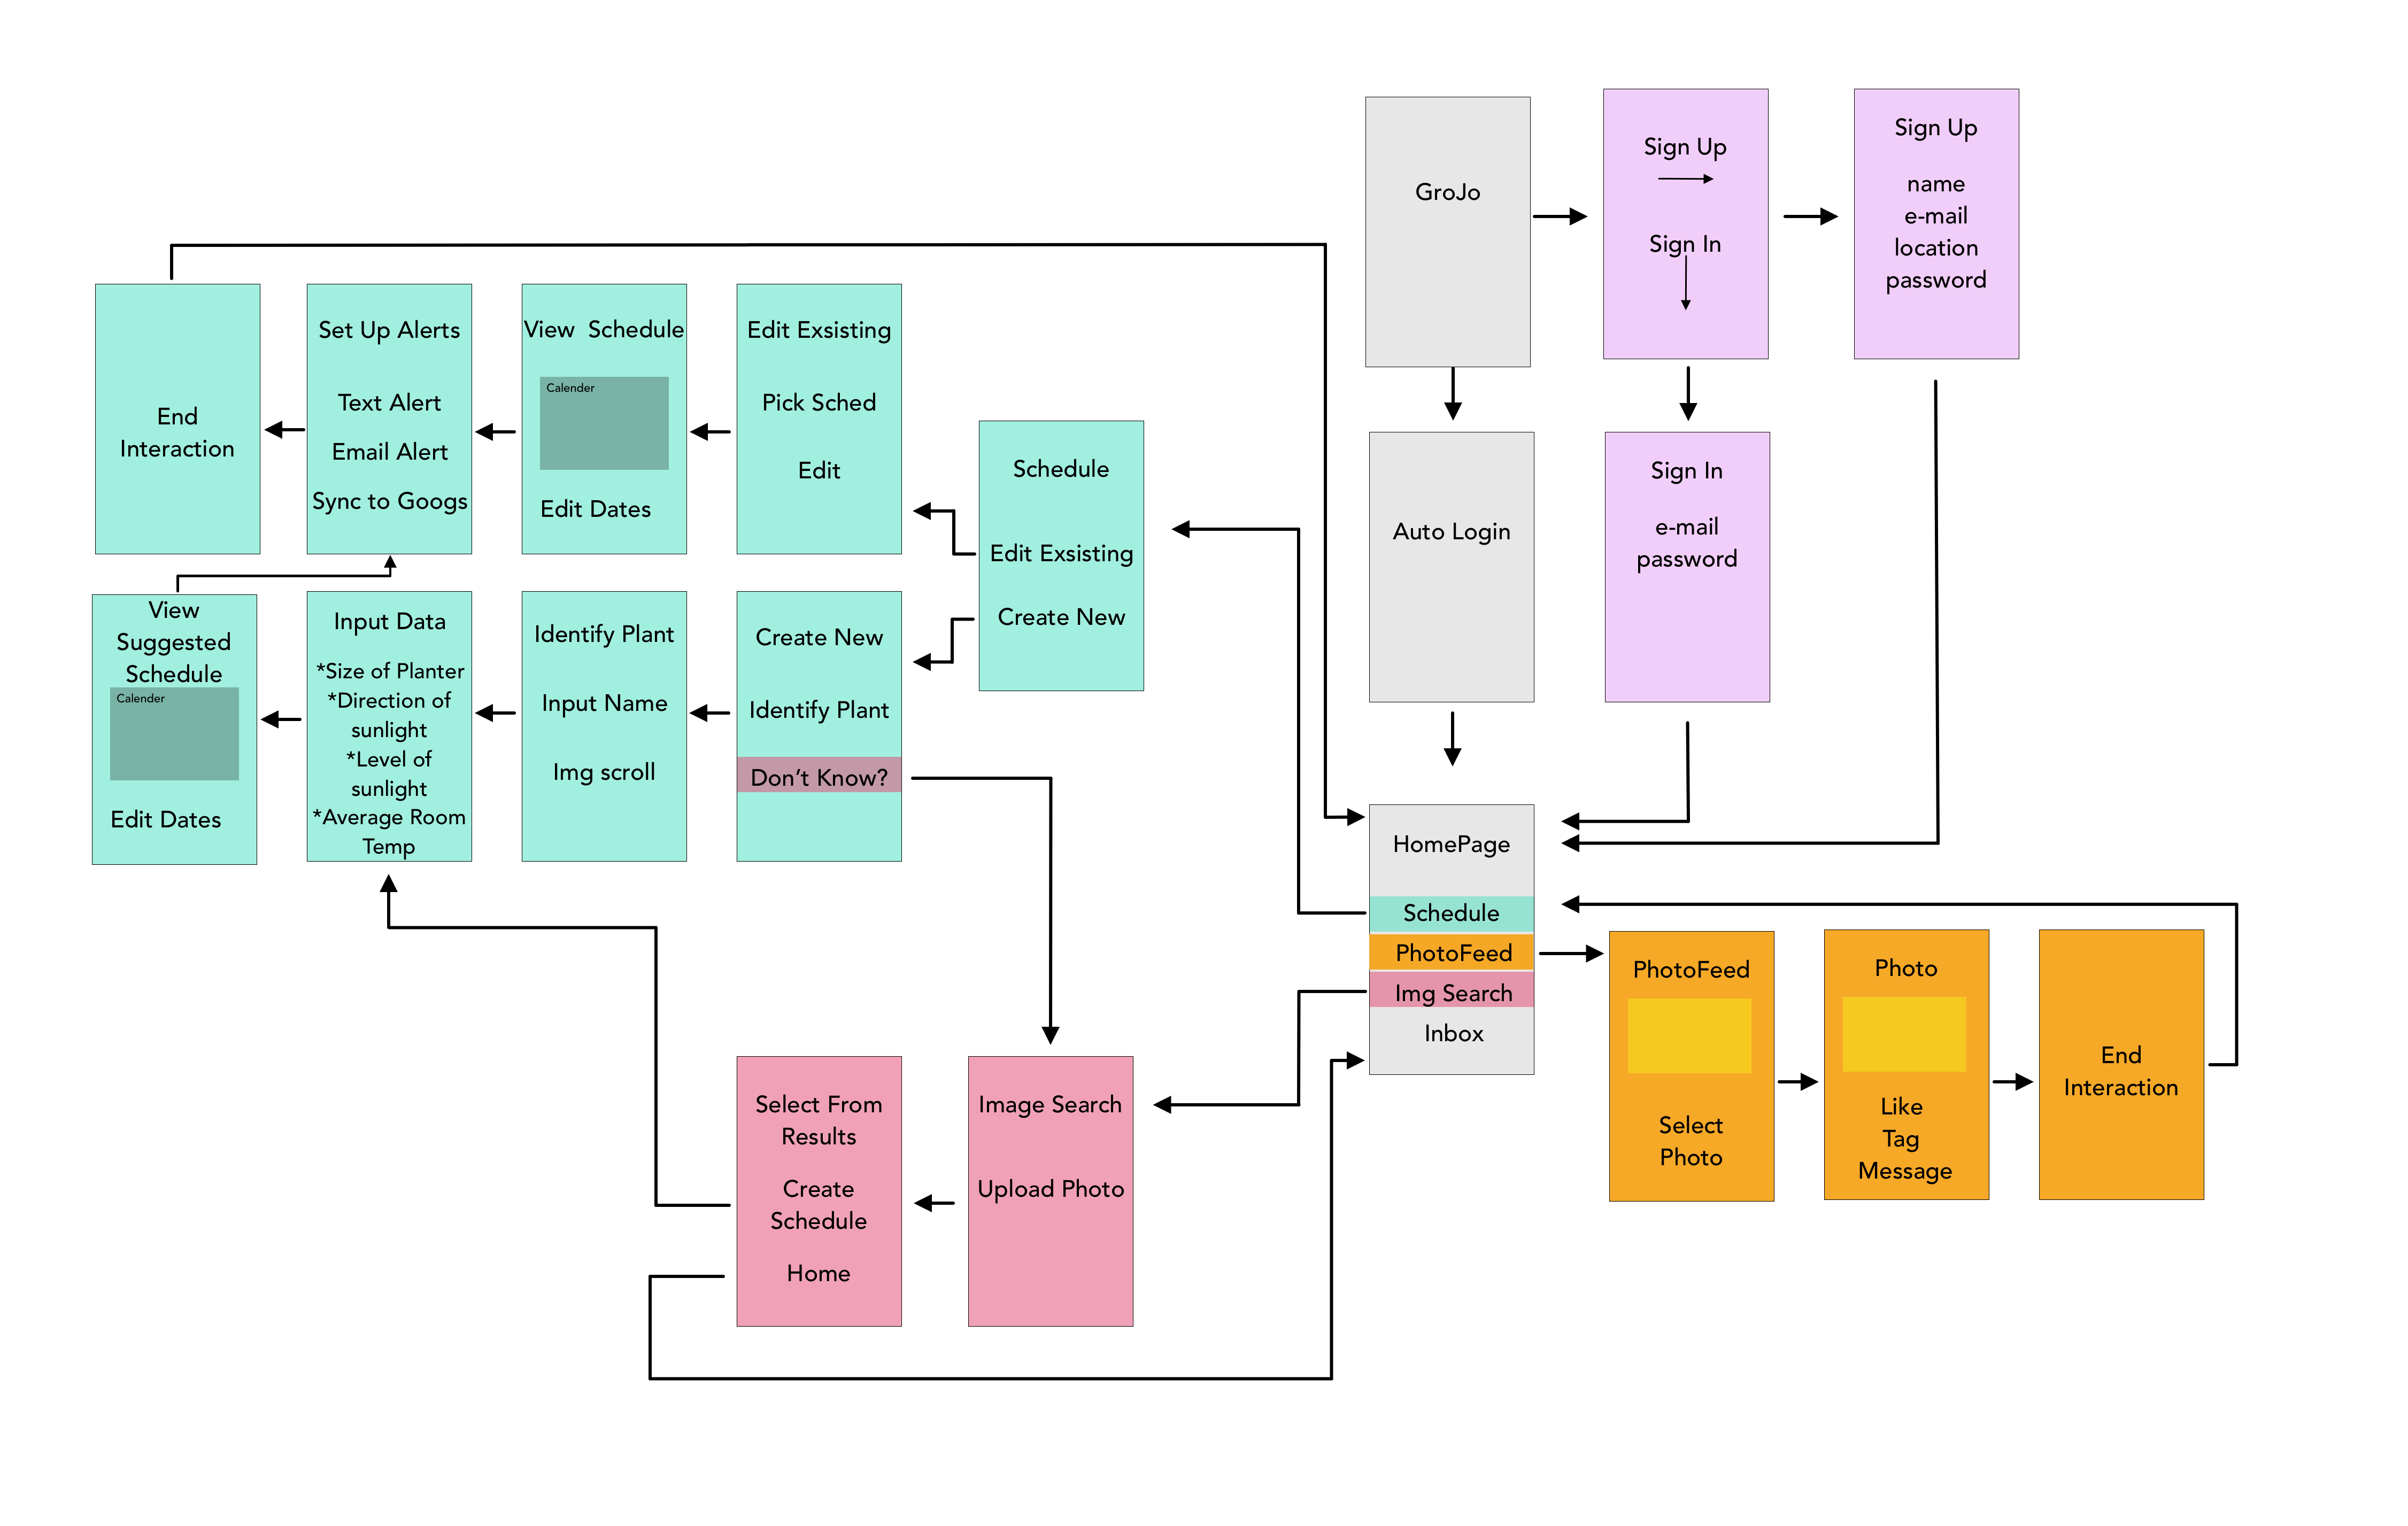 GroJo
Sign Up
Sign In
Sign Up
name
e-mail
location
password
Auto Login
Sign In
e-mail
password
HomePage
Schedule
PhotoFeed
Img Search
Inbox
PhotoFeed
Select
Photo
Photo
Like
Tag
Message
End
Interaction
Schedule
Edit Exsisting
Create New
Edit Exsisting
Pick Sched
Edit
View  Schedule
Calender
Edit Dates
Set Up Alerts
Text Alert
Email Alert
Sync to Googs
End
Interaction
Create New
Identify Plant
Don’t Know?
Identify Plant
Input Name
Img scroll
Input Data
*Size of Planter
*Direction of
sunlight
*Level of
sunlight
*Average Room
Temp
View
Suggested
Schedule
Calender
Edit Dates
Image Search
Upload Photo
Select From
Results
Create
Schedule
Home